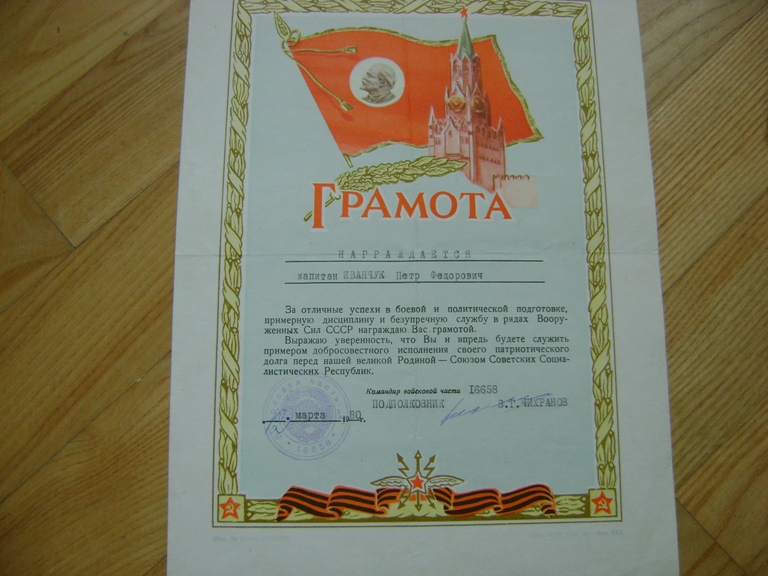 ГРАМОТА
НАГРАЖДАЕТСЯ
капитан ИВАНЧУК Петр Федорович
За отличные успехи в боевой и политической подготовке,
примерную дисциплину и безупречную службу в рядах Воору-
женных Сил СССР награждаю Вас грамотой.
Выражаю уверенность, что Вы и впредь будете служить
примером добросовестного исполнения своего патриотического
долга перед нашей великой Родиной — Союзом Советских Социа-
листических Республик.
Командир войсковой части 16658
ПОДПОЛКОВНИК В.Т.ЧИХРАНОВ
марта 1980г.